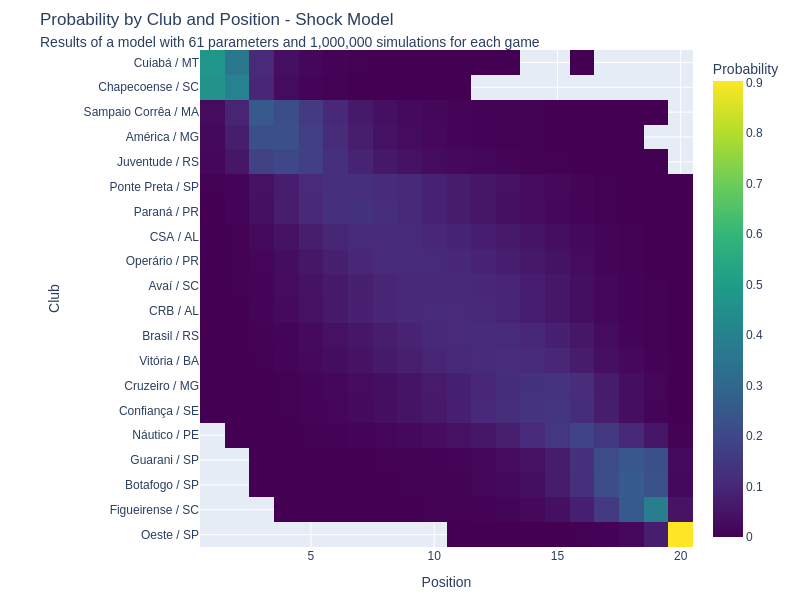 Probability by Club and Position - Shock Model
Results of a model with 61 parameters and 1,000,000 simulations for each game
Probability
Club
Cuiabá / MT
Chapecoense / SC
Sampaio Corrêa / MA
América / MG
Juventude / RS
Ponte Preta / SP
Paraná / PR
CSA / AL
Operário / PR
Avaí / SC
CRB / AL
Brasil / RS
Vitória / BA
Cruzeiro / MG
Confiança / SE
Náutico / PE
Guarani / SP
Botafogo / SP
Figueirense / SC
Oeste / SP
5 10 15 20
Position
0.9
0.8
0.7
0.6
0.5
0.4
0.3
0.2
0.1
0